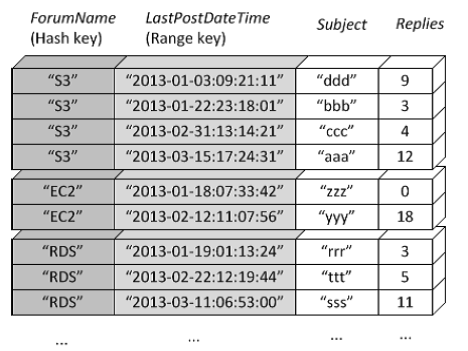 ForumName LastPostDateTime Subject Replies
(Hash key) (Range key)
“S3” “2013-01-03:09:21:11” “ddd” 9
“S3” “2013-01-22:23:18:01” “bbb” 3
“S3” “2013-02-31:13:14:21” “ccc” 4
“S3” “2013-03-15:17:24:31” “aaa” 12
“EC2” “2013-01-18:07:33:42” “zzz” 0
“EC2” “2013-02-12:11:07:56” “yyy” 18
“RDS” “2013-01-19:01:13:24” “rrr” 3
“RDS” “2013-02-22:12:19:44” “ttt” 5
“RDS” “2013-03-11:06:53:00” “sss” 11
... ... ... ...